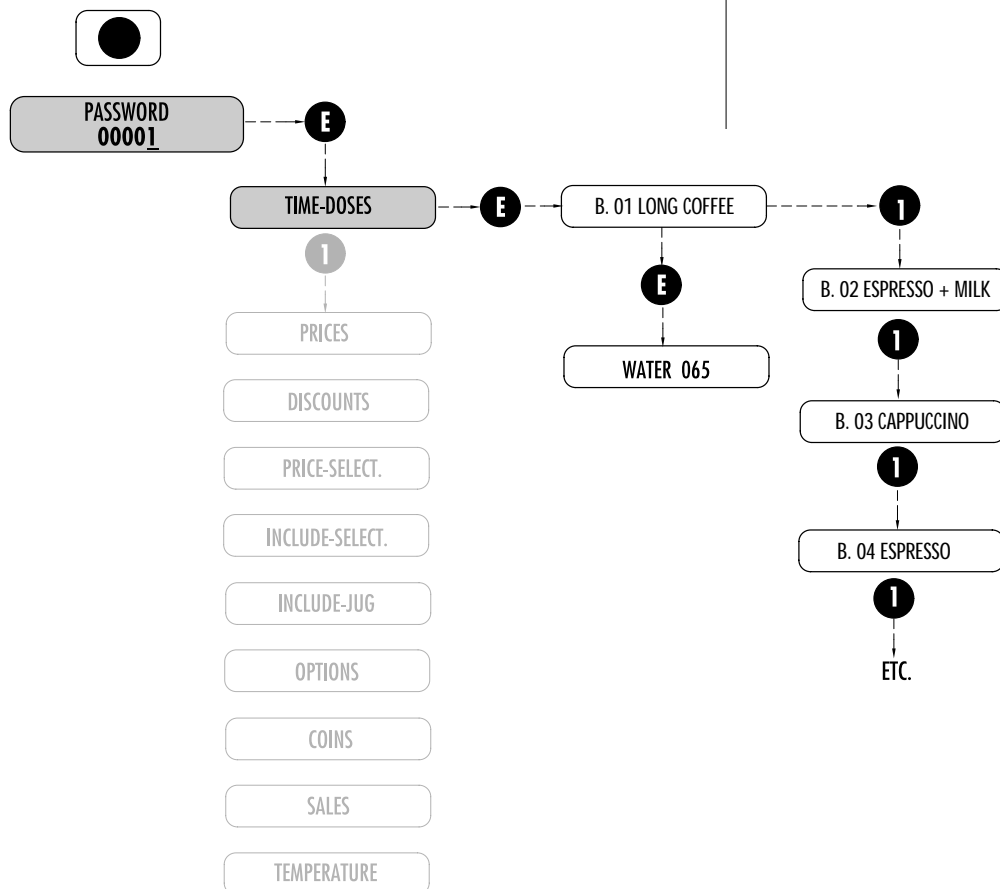 PASSWORD
00001
E
TIME-DOSES
E
B. 01 LONG COFFEE
1
1
E
B. 02 ESPRESSO + MILK
PRICES
1
WATER 065
DISCOUNTS
B. 03 CAPPUCCINO
PRICE-SELECT.
1
INCLUDE-SELECT.
B. 04 ESPRESSO
INCLUDE-JUG
1
OPTIONS
ETC.
COINS
SALES
TEMPERATURE